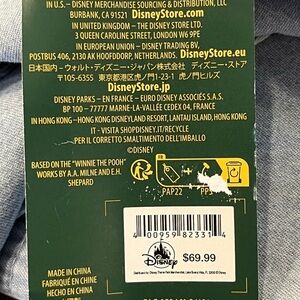 IN U.S. – DISNEY MERCHANDISE SOURCING & DISTRIBUTION, LLC
BURBANK, CA 91521 DisneyStore.com
IN UNITED KINGDOM – THE DISNEY STORE LTD.
3 QUEEN CAROLINE STREET, LONDON W6 9PE
IN EUROPEAN UNION – DISNEY TRADING BV,
POSTBUS 406, 2130 AK HOOFDDORP, NETHERLANDS DisneyStore.eu
日本国内 – ウォルト・ディズニー・ジャパン株式会社 ディズニー ストア
〒105-6355 東京都港区虎ノ門1-23-1 虎ノ門ヒルズ
DisneyStore.jp
DISNEY PARKS – EN FRANCE – EURO DISNEY ASSOCIÉS S.A.S.
BP 100 – 77777 MARNE-LA-VALLÉE CEDEX 04, FRANCE
IN HONG KONG – HONG KONG DISNEYLAND RESORT, LANTAU ISLAND, HONG KONG
IT - VISITA SHOPDISNEY.IT/RECYCLE
PER IL CORRETTO SMALTIMENTO DELL'IMBALLO
©DISNEY
BASED ON THE "WINNIE THE POOH"
WORKS BY A.A. MILNE AND E.H.
SHEPARD
FR
+
PAP22
4 00959 82331 4
DISNEY
$69.99
MADE IN CHINA
FABRIQUÉ EN CHINE
HECHO EN CHINA